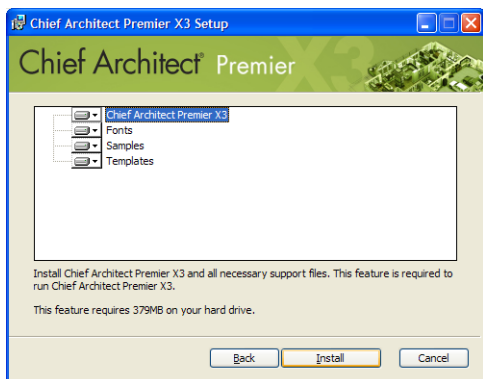 Chief Architect Premier X3 Setup
Chief Architect® Premier
X3
Chief Architect Premier X3
Fonts
Samples
Templates
Install Chief Architect Premier X3 and all necessary support files. This feature is required to
run Chief Architect Premier X3.
This feature requires 379MB on your hard drive.
Back Install Cancel